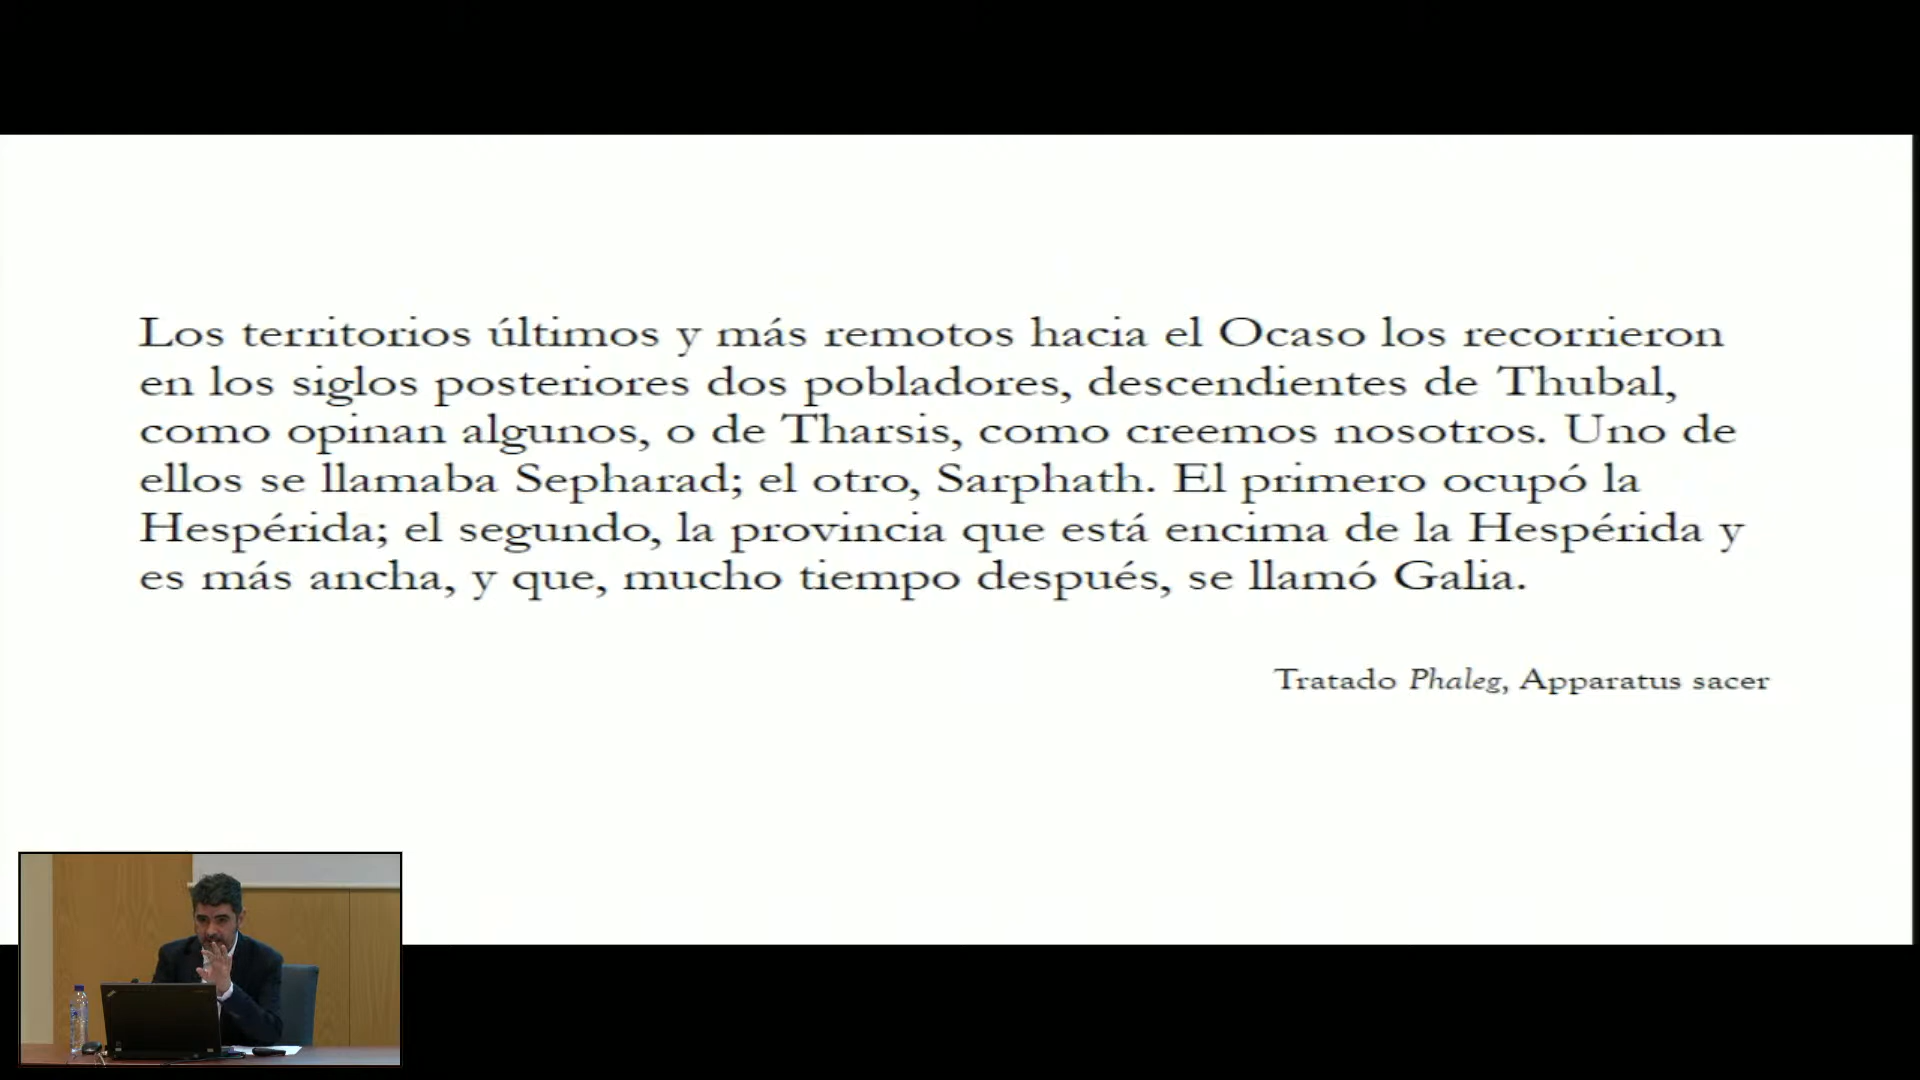 Los territorios últimos y más remotos hacia el Ocaso los recorrieron
en los siglos posteriores dos pobladores, descendientes de Thubal,
como opinan algunos, o de Tharsis, como creemos nosotros. Uno de
ellos se llamaba Sepharad; el otro, Sarphath. El primero ocupó la
Hespérida; el segundo, la provincia que está encima de la Hespérida y
es más ancha, y que, mucho tiempo después, se llamó Galia.
Tratado Phaleg, Apparatus sacer